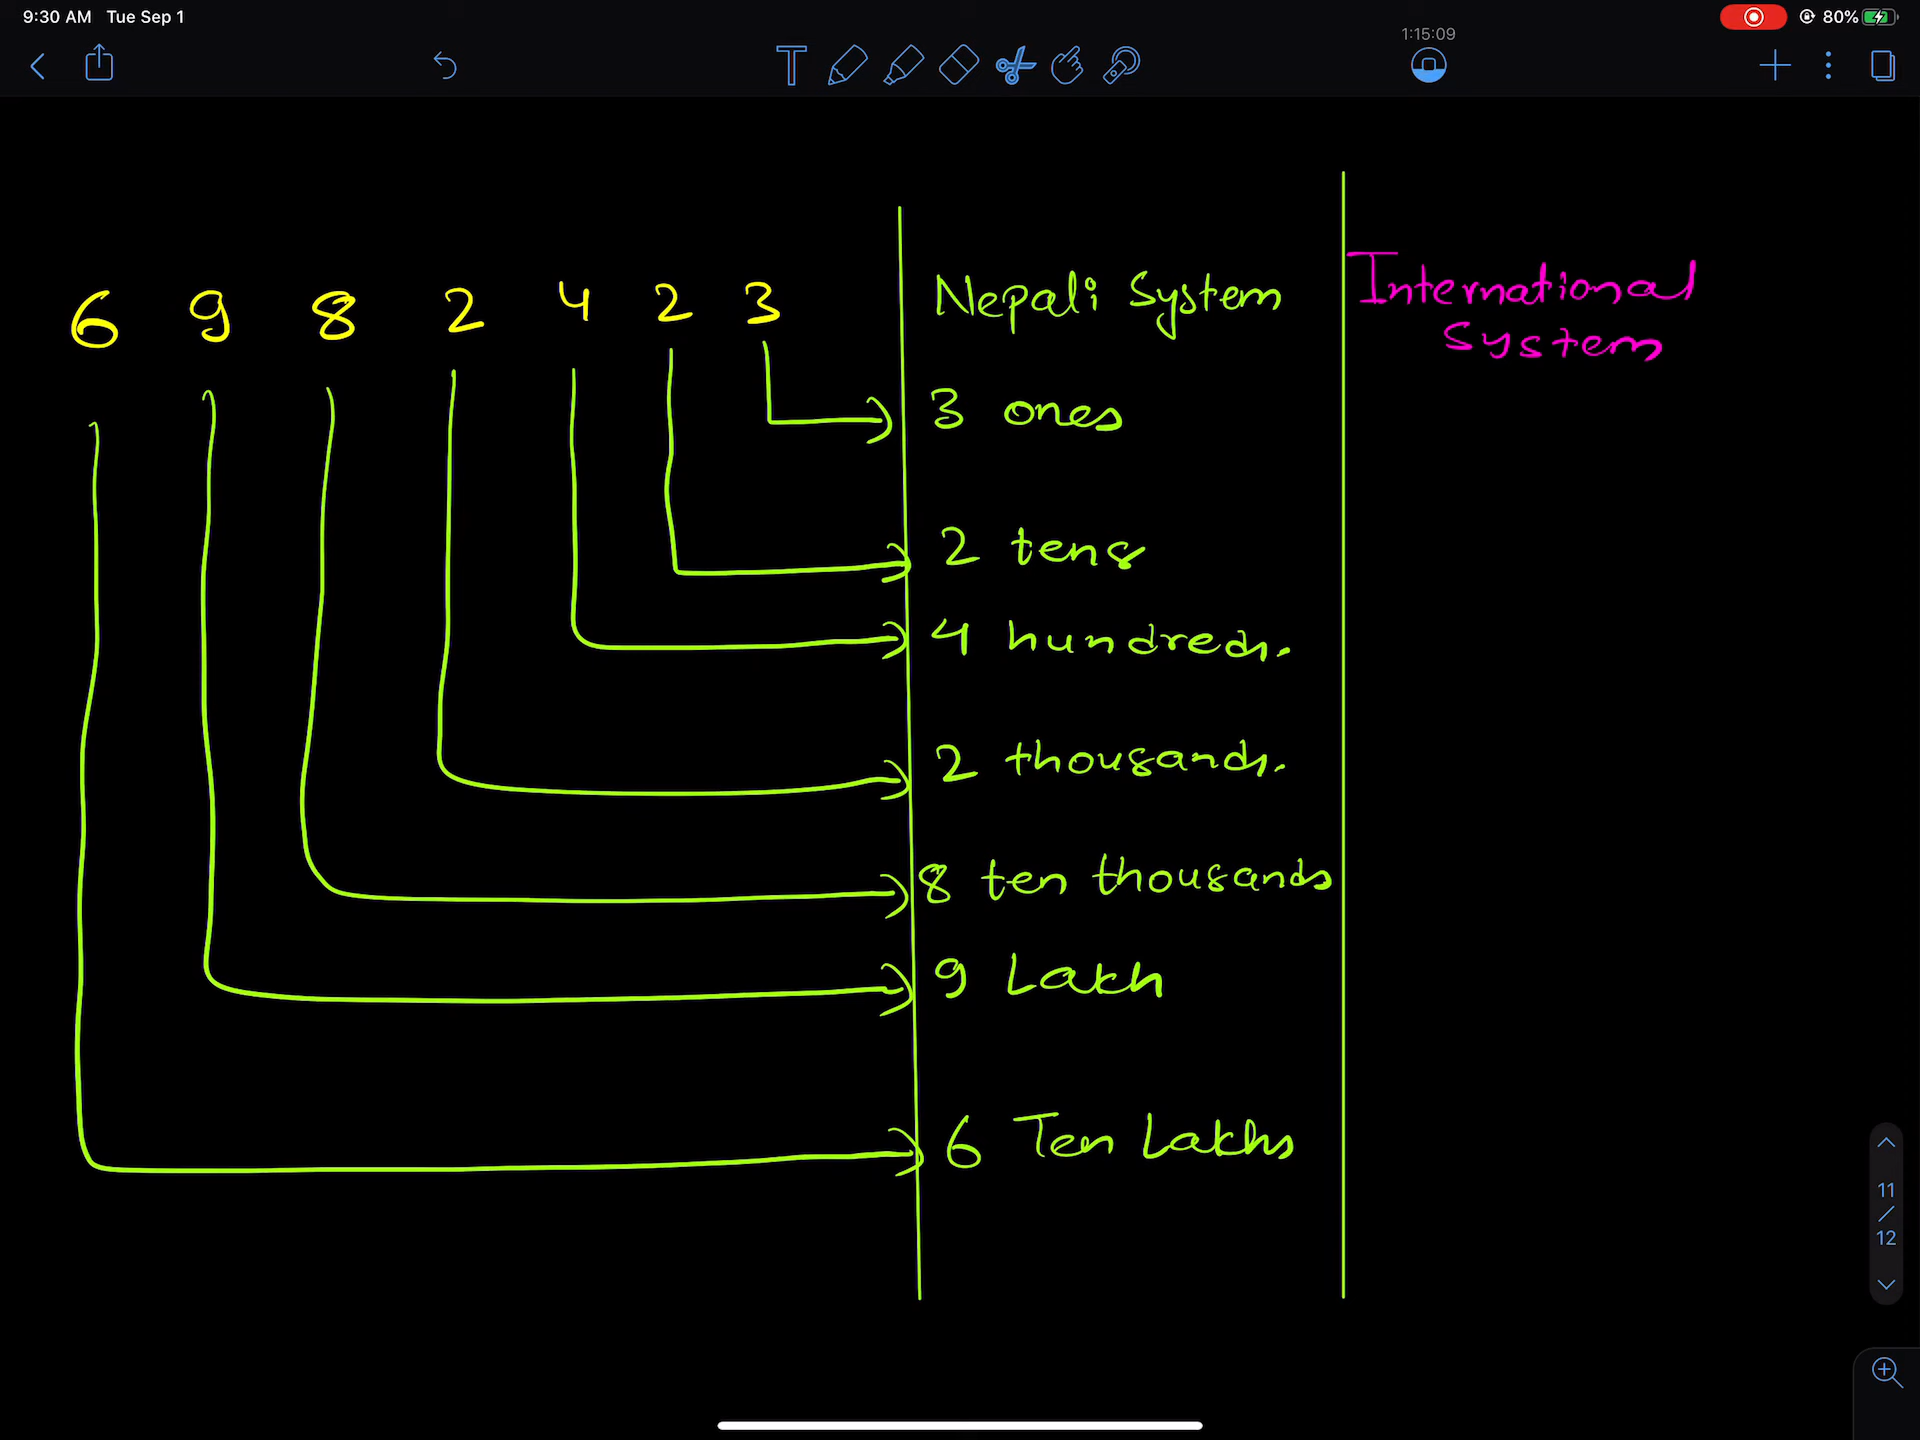 9:30 AM Tue Sep 1
80%
1:15:09
6 9 8 2 4 2 3
Nepali System
International
System
3 ones
2 tens
4 hundreds.
2 thousands.
8 ten thousands
9 Lakh
6 Ten Lakhs
11
/
12